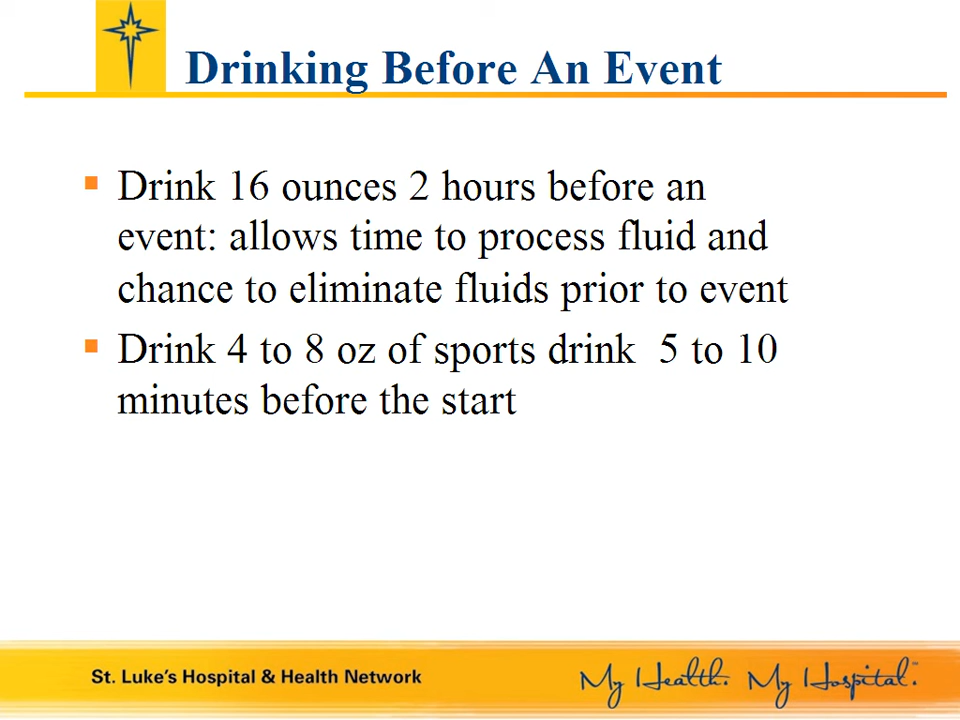 Drinking Before An Event
▪ Drink 16 ounces 2 hours before an
event: allows time to process fluid and
chance to eliminate fluids prior to event
▪ Drink 4 to 8 oz of sports drink  5 to 10
minutes before the start
St. Luke's Hospital & Health Network
My Health. My Hospital.™